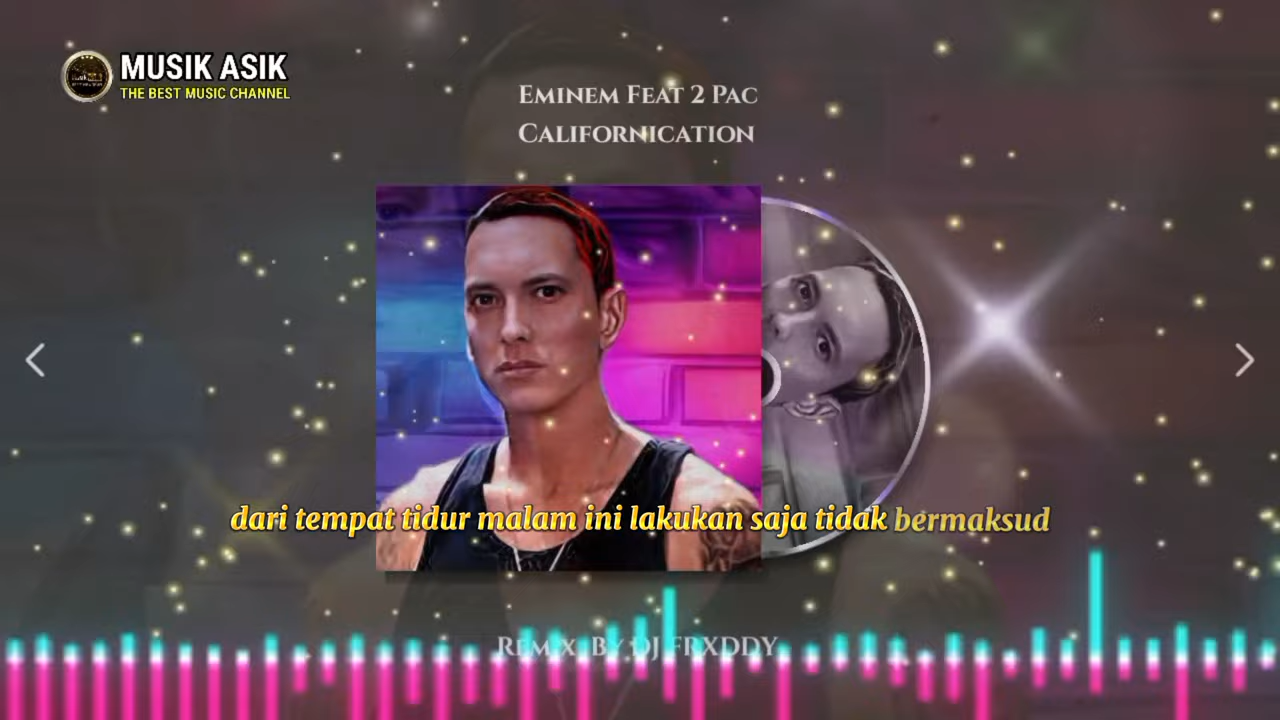 MUSIK ASIK
THE BEST MUSIC CHANNEL
Eminem Feat 2 Pac
Californication
dari tempat tidur malam ini lakukan saja tidak bermaksud
Remix By DJ FRXDDY